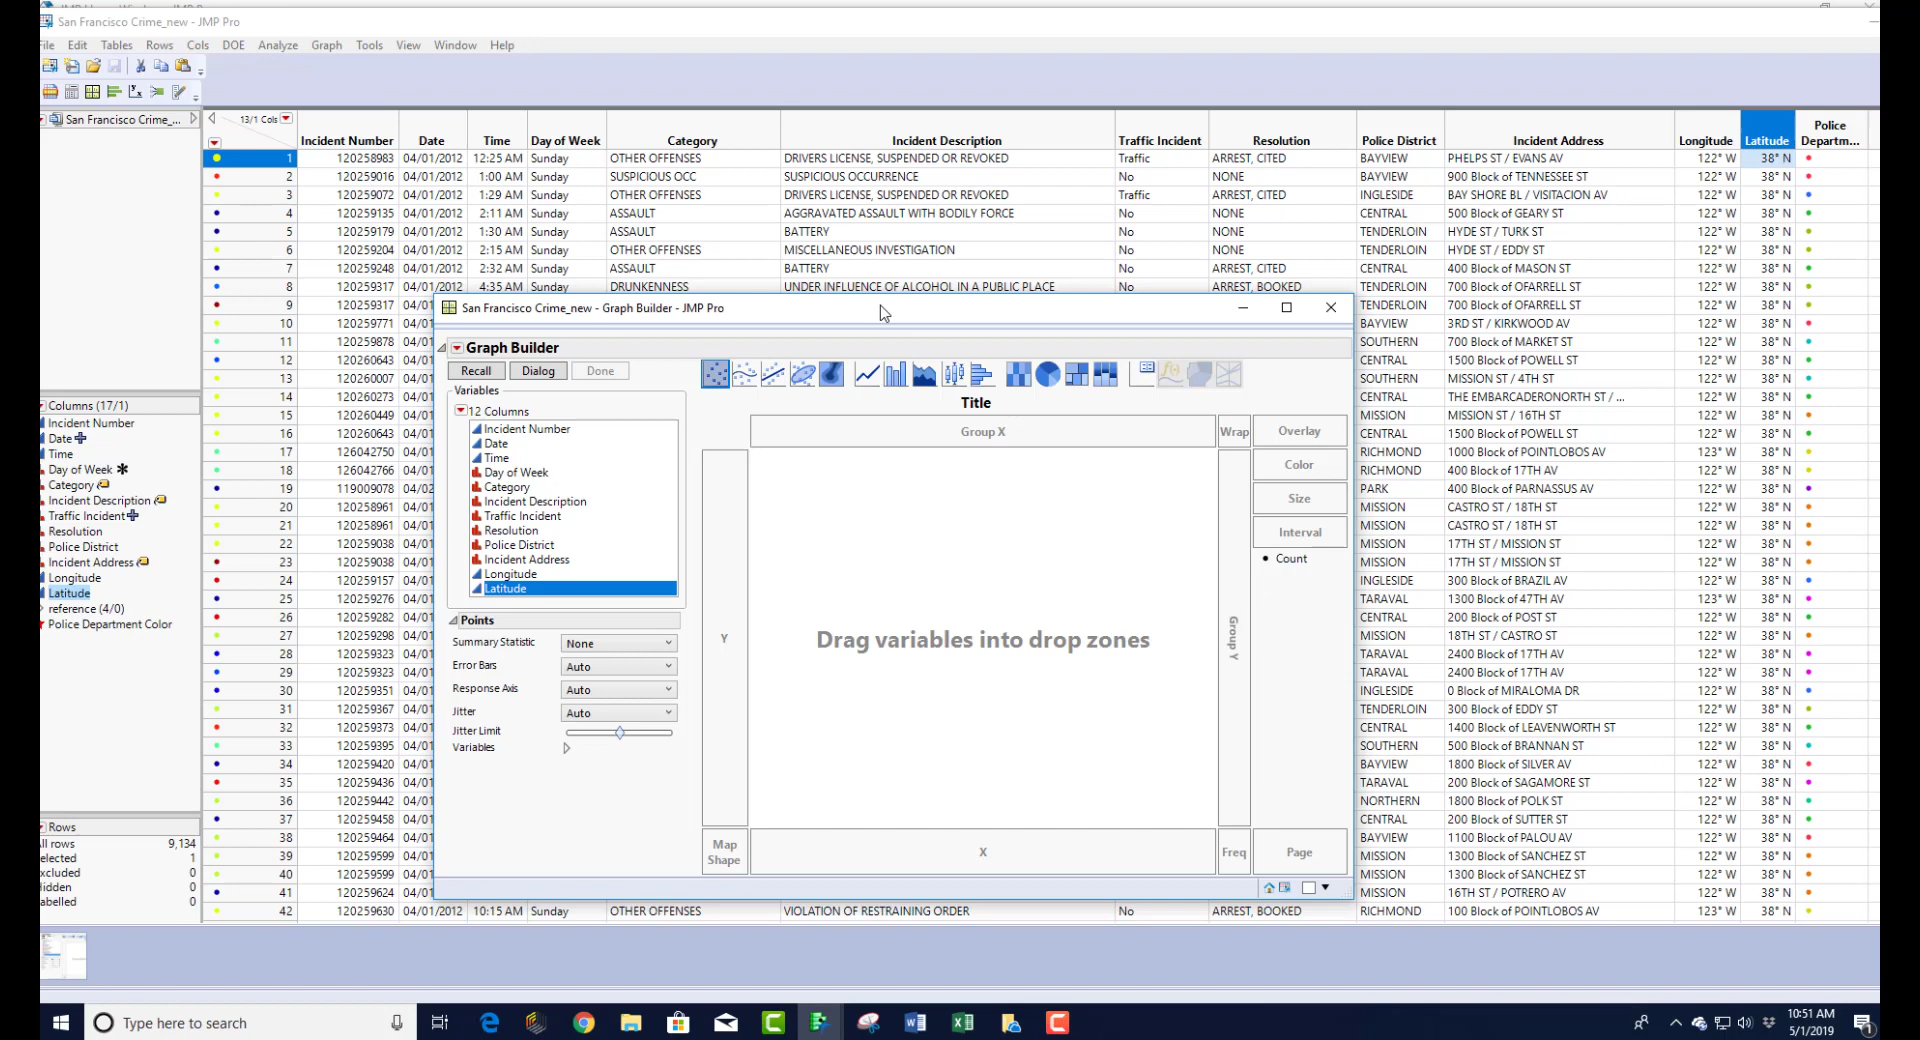 San Francisco Crime_new - JMP Pro
File Edit Tables Rows Cols DOE Analyze Graph Tools View Window Help
San Francisco Crime_...
13/1 Cols
Incident Number Date Time Day of Week Category Incident Description Traffic Incident Resolution Police District Incident Address Longitude Latitude Police Departm...
1 120258983 04/01/2012 12:25 AM Sunday OTHER OFFENSES DRIVERS LICENSE, SUSPENDED OR REVOKED Traffic ARREST, CITED BAYVIEW PHELPS ST / EVANS AV 122° W 38° N
2 120259016 04/01/2012 1:00 AM Sunday SUSPICIOUS OCC SUSPICIOUS OCCURRENCE No NONE BAYVIEW 900 Block of TENNESSEE ST 122° W 38° N
3 120259072 04/01/2012 1:29 AM Sunday OTHER OFFENSES DRIVERS LICENSE, SUSPENDED OR REVOKED Traffic ARREST, CITED INGLESIDE BAY SHORE BL / VISITACION AV 122° W 38° N
4 120259135 04/01/2012 2:11 AM Sunday ASSAULT AGGRAVATED ASSAULT WITH BODILY FORCE No NONE CENTRAL 500 Block of GEARY ST 122° W 38° N
5 120259179 04/01/2012 1:30 AM Sunday ASSAULT BATTERY No NONE TENDERLOIN HYDE ST / TURK ST 122° W 38° N
6 120259204 04/01/2012 2:15 AM Sunday OTHER OFFENSES MISCELLANEOUS INVESTIGATION No NONE TENDERLOIN HYDE ST / EDDY ST 122° W 38° N
7 120259248 04/01/2012 2:32 AM Sunday ASSAULT BATTERY No ARREST, CITED CENTRAL 400 Block of MASON ST 122° W 38° N
8 120259317 04/01/2012 4:35 AM Sunday DRUNKENNESS UNDER INFLUENCE OF ALCOHOL IN A PUBLIC PLACE No ARREST, BOOKED TENDERLOIN 700 Block of OFARRELL ST 122° W 38° N
9 120259317 04/01 TENDERLOIN 700 Block of OFARRELL ST 122° W 38° N
10 120259771 04/01 BAYVIEW 3RD ST / KIRKWOOD AV 122° W 38° N
11 120259878 04/01 SOUTHERN 700 Block of MARKET ST 122° W 38° N
12 120260643 04/01 CENTRAL 1500 Block of POWELL ST 122° W 38° N
13 120260007 04/01 SOUTHERN MISSION ST / 4TH ST 122° W 38° N
14 120260273 04/01 CENTRAL THE EMBARCADERONORTH ST / ... 122° W 38° N
15 120260449 04/01 MISSION MISSION ST / 16TH ST 122° W 38° N
16 120260643 04/01 CENTRAL 1500 Block of POWELL ST 122° W 38° N
17 126042750 04/01 RICHMOND 1000 Block of POINTLOBOS AV 123° W 38° N
18 126042766 04/01 RICHMOND 400 Block of 17TH AV 122° W 38° N
19 119009078 04/02 PARK 400 Block of PARNASSUS AV 122° W 38° N
20 120258961 04/01 MISSION CASTRO ST / 18TH ST 122° W 38° N
21 120258961 04/01 MISSION CASTRO ST / 18TH ST 122° W 38° N
22 120259038 04/01 MISSION 17TH ST / MISSION ST 122° W 38° N
23 120259038 04/01 MISSION 17TH ST / MISSION ST 122° W 38° N
24 120259157 04/01 INGLESIDE 300 Block of BRAZIL AV 122° W 38° N
25 120259276 04/01 TARAVAL 1300 Block of 47TH AV 123° W 38° N
26 120259282 04/01 CENTRAL 200 Block of POST ST 122° W 38° N
27 120259298 04/01 MISSION 18TH ST / CASTRO ST 122° W 38° N
28 120259323 04/01 TARAVAL 2400 Block of 17TH AV 122° W 38° N
29 120259323 04/01 TARAVAL 2400 Block of 17TH AV 122° W 38° N
30 120259351 04/01 INGLESIDE 0 Block of MIRALOMA DR 122° W 38° N
31 120259367 04/01 TENDERLOIN 300 Block of EDDY ST 122° W 38° N
32 120259373 04/01 CENTRAL 1400 Block of LEAVENWORTH ST 122° W 38° N
33 120259395 04/01 SOUTHERN 500 Block of BRANNAN ST 122° W 38° N
34 120259420 04/01 BAYVIEW 1800 Block of SILVER AV 122° W 38° N
35 120259436 04/01 TARAVAL 200 Block of SAGAMORE ST 122° W 38° N
36 120259442 04/01 NORTHERN 1800 Block of POLK ST 122° W 38° N
37 120259458 04/01 CENTRAL 200 Block of SUTTER ST 122° W 38° N
38 120259464 04/01 BAYVIEW 1100 Block of PALOU AV 122° W 38° N
39 120259599 04/01 MISSION 1300 Block of SANCHEZ ST 122° W 38° N
40 120259599 04/01 MISSION 1300 Block of SANCHEZ ST 122° W 38° N
41 120259624 04/01 MISSION 16TH ST / POTRERO AV 122° W 38° N
42 120259630 04/01/2012 10:15 AM Sunday OTHER OFFENSES VIOLATION OF RESTRAINING ORDER No ARREST, BOOKED RICHMOND 100 Block of POINTLOBOS AV 123° W 38° N
Columns (17/1)
Incident Number
Date
Time
Day of Week
Category
Incident Description
Traffic Incident
Resolution
Police District
Incident Address
Longitude
Latitude
reference (4/0)
Police Department Color
Rows
All rows 9,134
elected 1
xcluded 0
idden 0
abelled 0
San Francisco Crime_new - Graph Builder - JMP Pro
Graph Builder
Recall Dialog Done
Variables
12 Columns
Incident Number
Date
Time
Day of Week
Category
Incident Description
Traffic Incident
Resolution
Police District
Incident Address
Longitude
Latitude
Points
Summary Statistic None
Error Bars Auto
Response Axis Auto
Jitter Auto
Jitter Limit
Variables
Title
Group X Wrap Overlay
Color
Size
Interval
Count
Y Drag variables into drop zones Group Y
Map Shape X Freq Page
Type here to search
10:51 AM
5/1/2019
1